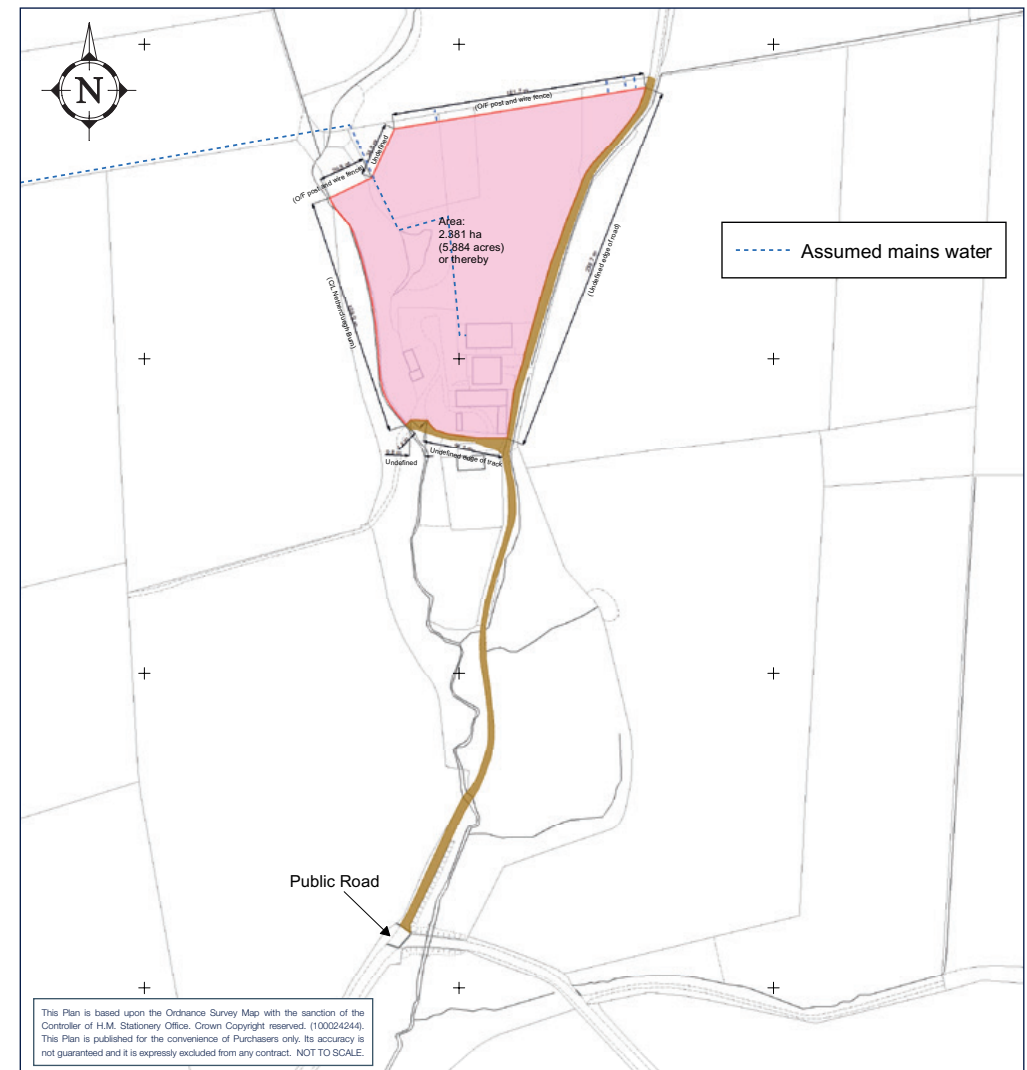 N
(O/F post and wire fence)
Undefined
(O/F post and wire fence)
Area:
2.381 ha
(5.884 acres)
or thereby
Assumed mains water
(Undefined edge of road)
(CL Netherdueigh Burn)
Undefined
Undefined edge of track
Public Road
This Plan is based upon the Ordnance Survey Map with the sanction of the
Controller of H.M. Stationery Office. Crown Copyright reserved. (100024244).
This Plan is published for the convenience of Purchasers only. Its accuracy is
not guaranteed and it is expressly excluded from any contract. NOT TO SCALE.